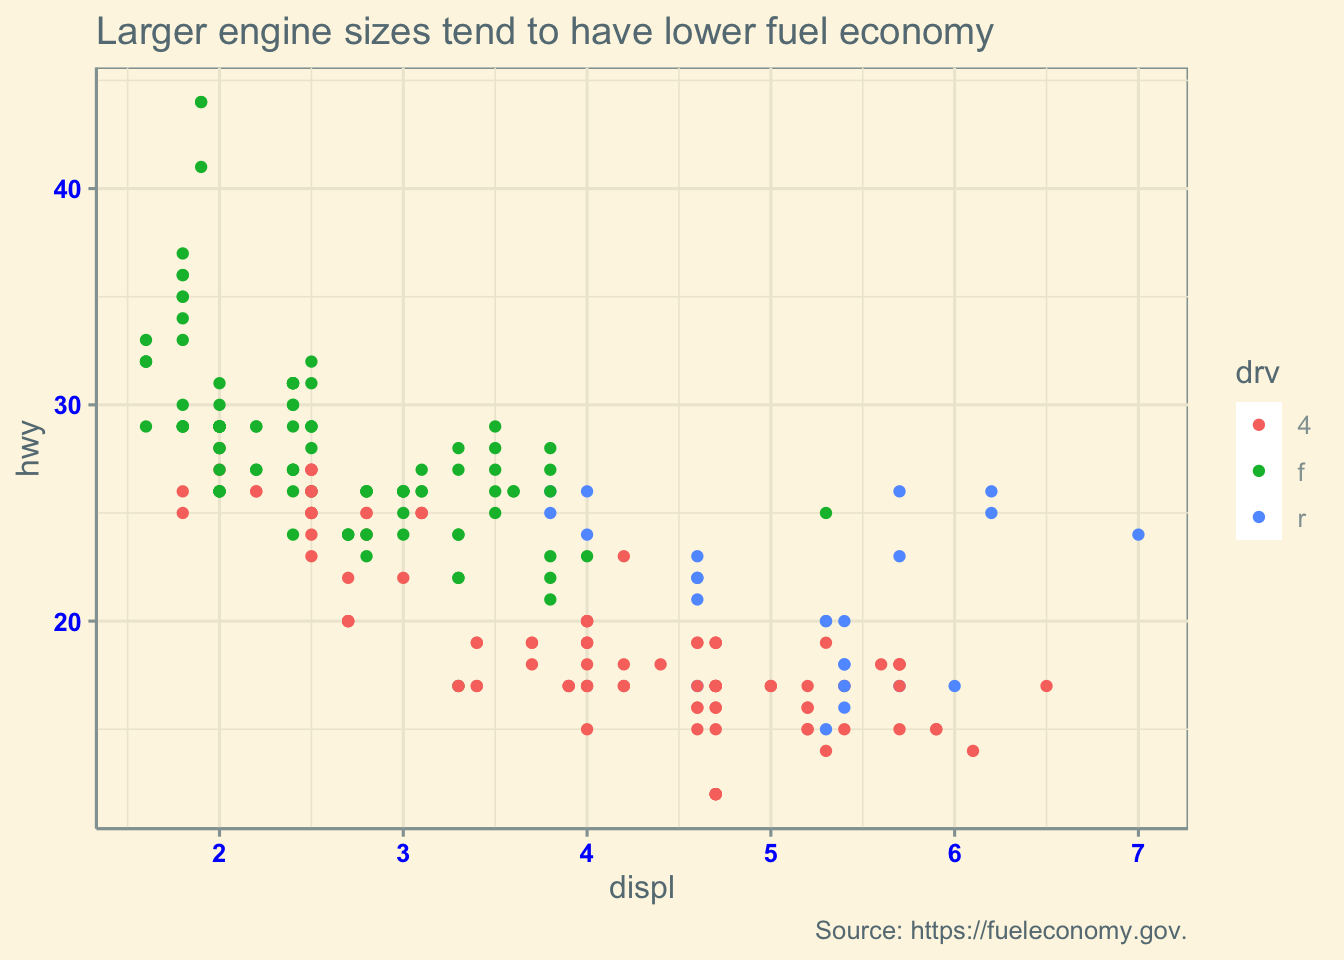 Larger engine sizes tend to have lower fuel economy
hwy
40
30
20
2 3 4 5 6 7
displ
drv
4
f
r
Source: https://fueleconomy.gov.